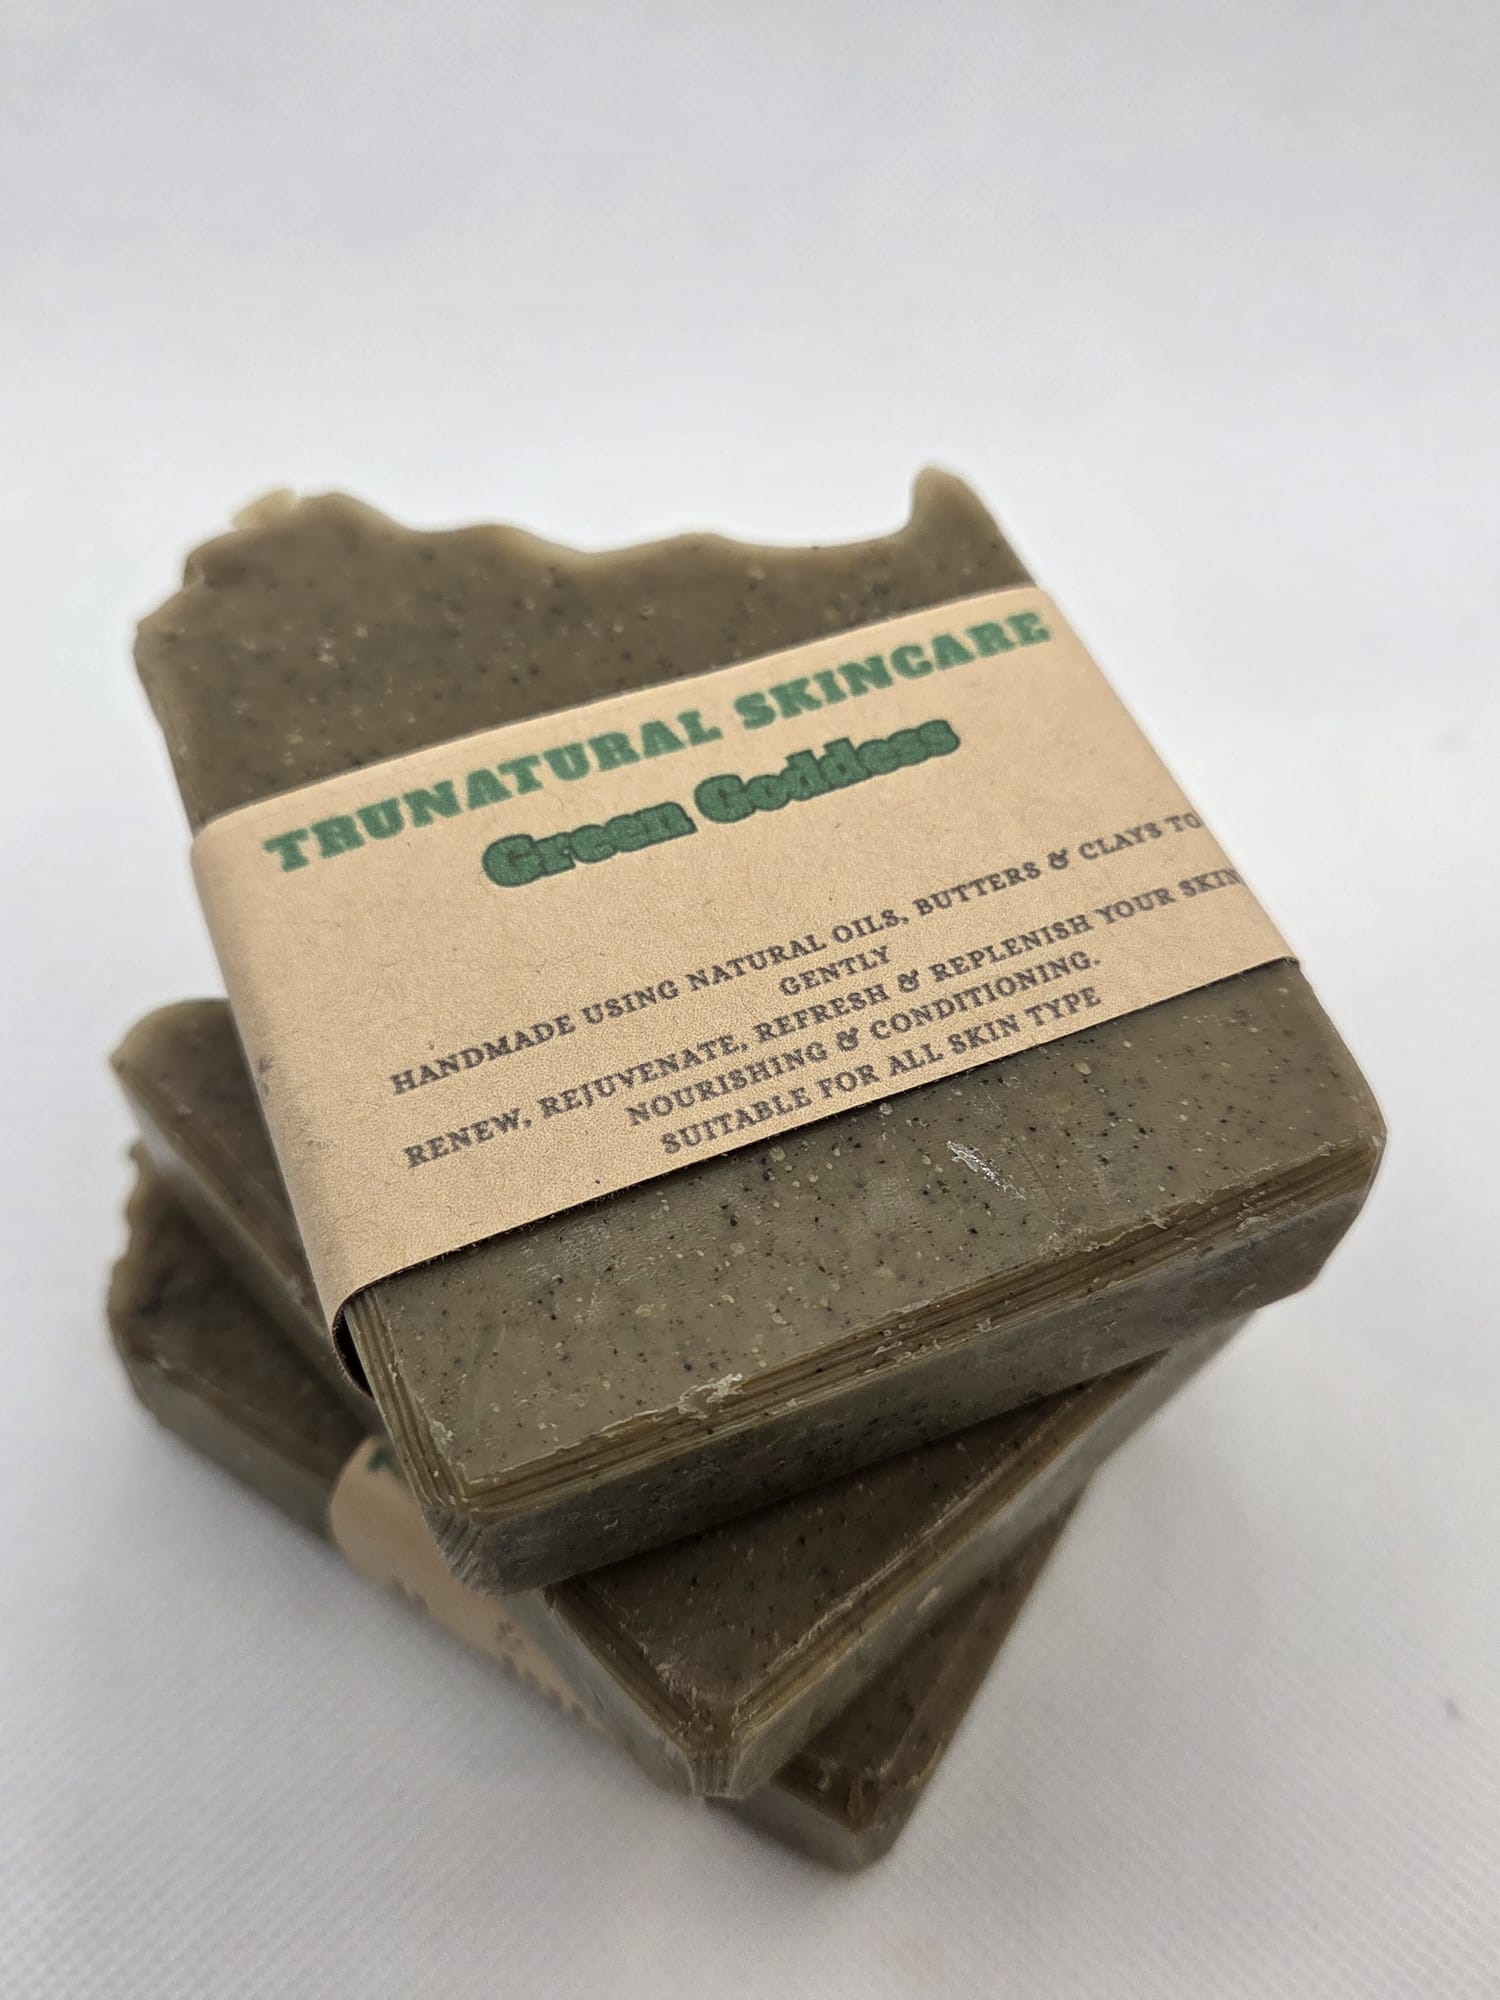 TRUNATURAL SKINCARE
Green Goddess
HANDMADE USING NATURAL OILS, BUTTERS & CLAYS TO
GENTLY
RENEW, REJUVENATE, REFRESH & REPLENISH YOUR SKIN
NOURISHING & CONDITIONING.
SUITABLE FOR ALL SKIN TYPE